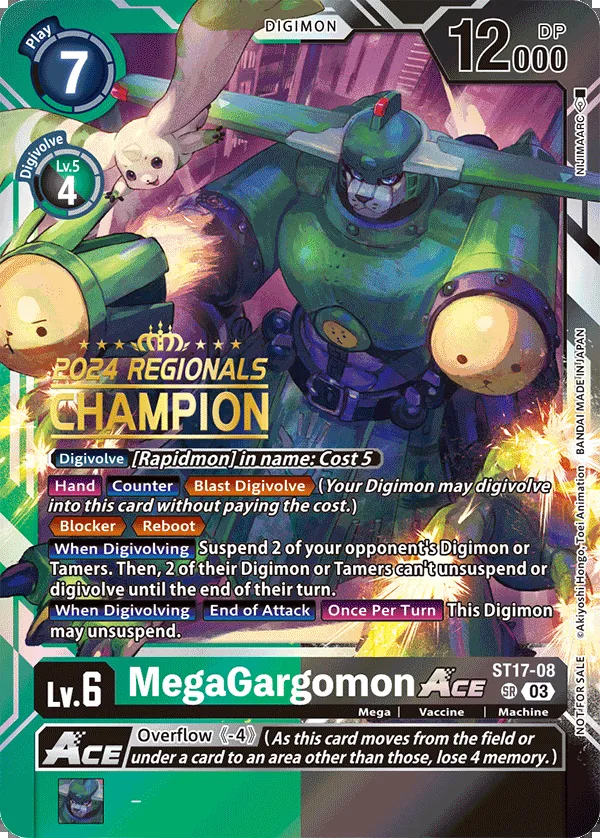 Play
7
DIGIMON
DP
12000
Digivolve
Lv.5
4
NIJIMAARC
2024 REGIONALS
CHAMPION
Digivolve [Rapidmon] in name: Cost 5
Hand Counter Blast Digivolve (Your Digimon may digivolve
into this card without paying the cost.)
Blocker Reboot
When Digivolving Suspend 2 of your opponent's Digimon or
Tamers. Then, 2 of their Digimon or Tamers can't unsuspend or
digivolve until the end of their turn.
When Digivolving End of Attack Once Per Turn This Digimon
may unsuspend.
©Akiyoshi Hongo, Toei Animation BANDAI MADE IN JAPAN
NOT FOR SALE
Lv.6
MegaGargomon ACE
ST17-08
SR 03
Mega | Vaccine | Machine
ACE
Overflow《-4》(As this card moves from the field or
under a card to an area other than those, lose 4 memory.)
–